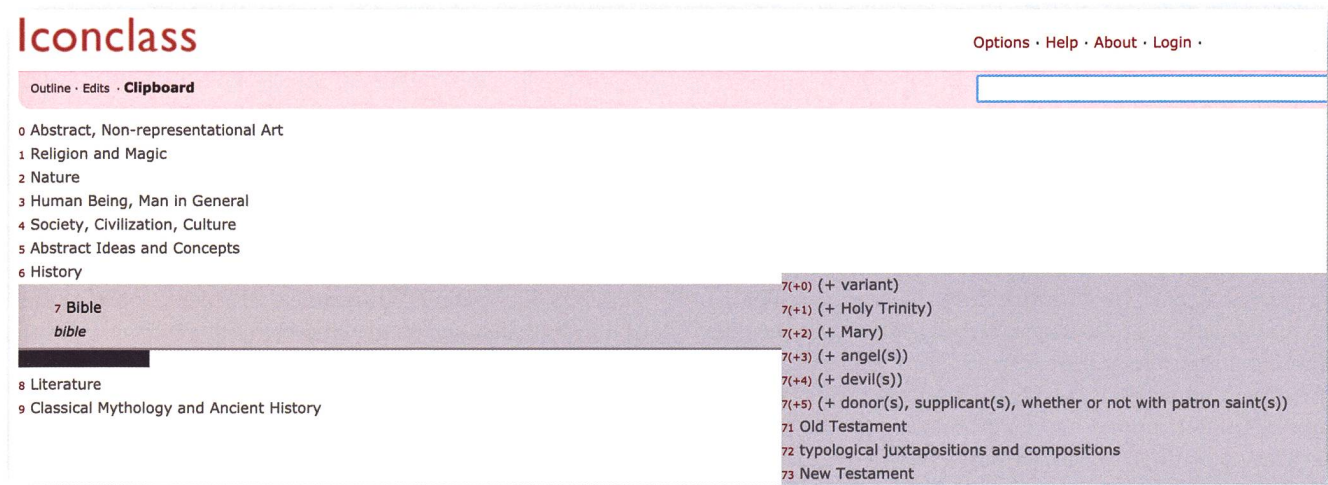 Iconclass
Options · Help · About · Login ·
Outline · Edits · Clipboard
0 Abstract, Non-representational Art
1 Religion and Magic
2 Nature
3 Human Being, Man in General
4 Society, Civilization, Culture
5 Abstract Ideas and Concepts
6 History
7 Bible
bible
8 Literature
9 Classical Mythology and Ancient History
7(+0) (+ variant)
7(+1) (+ Holy Trinity)
7(+2) (+ Mary)
7(+3) (+ angel(s))
7(+4) (+ devil(s))
7(+5) (+ donor(s), supplicant(s), whether or not with patron saint(s))
71 Old Testament
72 typological juxtapositions and compositions
73 New Testament